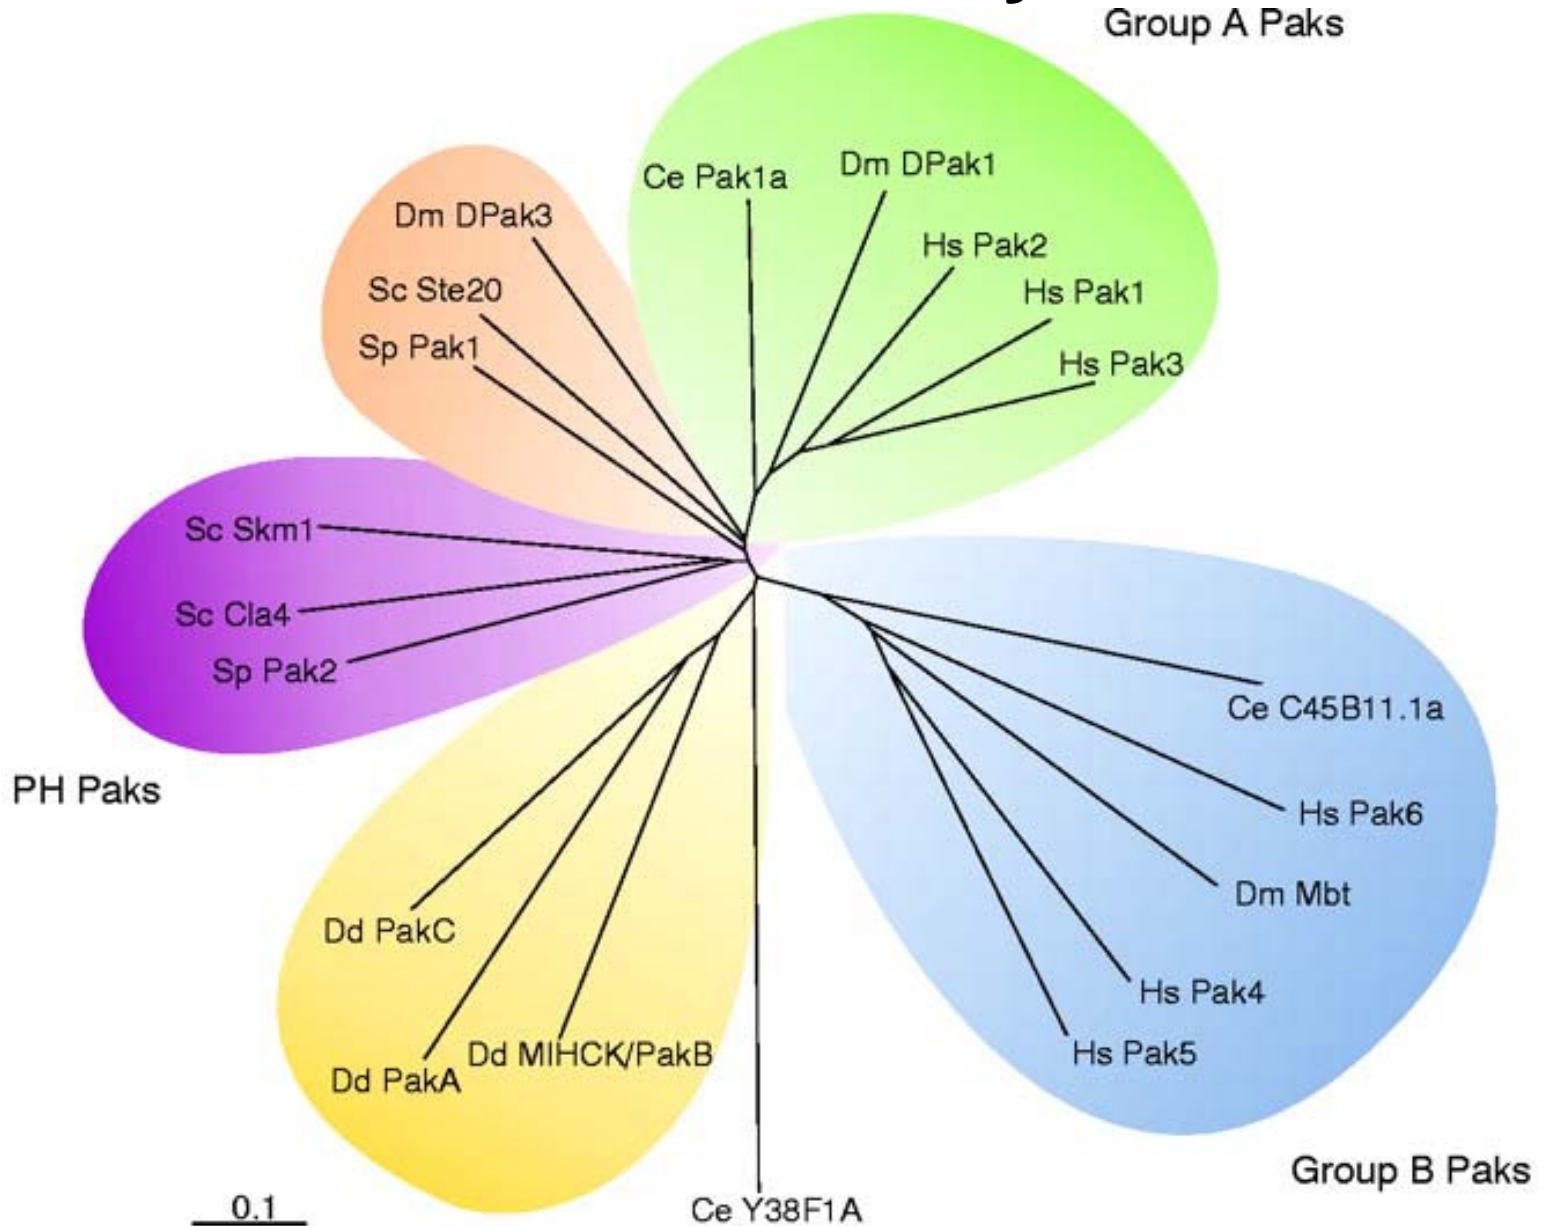 Group A Paks
Ce Pak1a
Dm DPak1
Dm DPak3
Hs Pak2
Sc Ste20
Hs Pak1
Sp Pak1
Hs Pak3
Sc Skm1
Sc Cla4
Sp Pak2
Ce C45B11.1a
PH Paks
Hs Pak6
Dm Mbt
Dd PakC
Hs Pak4
Dd MIHCK/PakB
Hs Pak5
Dd PakA
Group B Paks
0.1
Ce Y38F1A